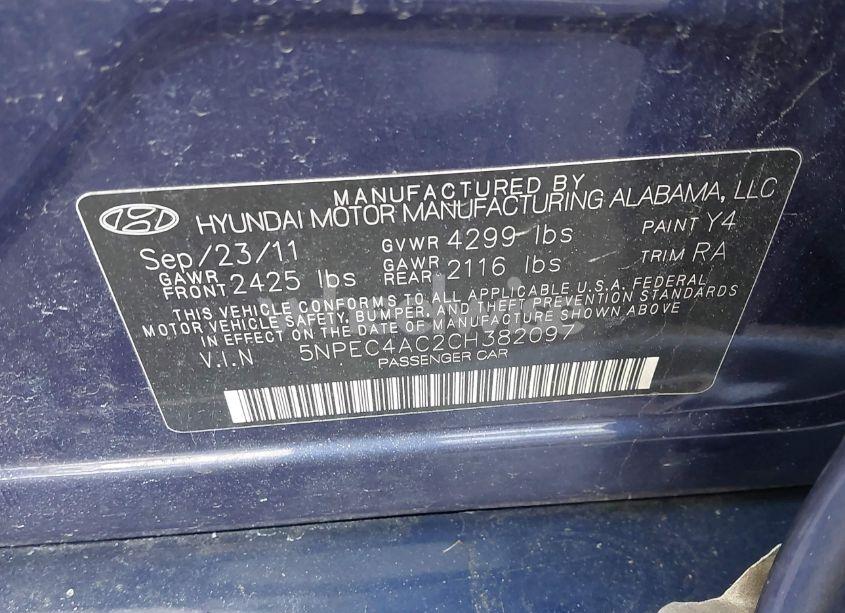 MANUFACTURED BY
HYUNDAI MOTOR MANUFACTURING ALABAMA, LLC
Sep/23/11 GVWR 4299 lbs PAINT Y4
GAWR FRONT 2425 lbs GAWR REAR 2116 lbs TRIM RA
THIS VEHICLE CONFORMS TO ALL APPLICABLE U.S.A. FEDERAL
MOTOR VEHICLE SAFETY, BUMPER, AND THEFT PREVENTION STANDARDS
IN EFFECT ON THE DATE OF MANUFACTURE SHOWN ABOVE
V.I.N 5NPEC4AC2CH382097
PASSENGER CAR